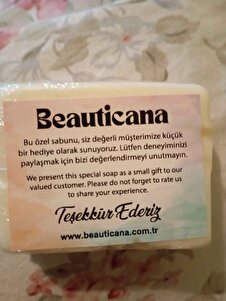 Beauticana
Bu özel sabunu, siz değerli müşterimize küçük
bir hediye olarak sunuyoruz. Lütfen deneyiminizi
paylaşmak için bizi değerlendirmeyi unutmayın.
We present this special soap as a small gift to our
valued customer. Please do not forget to rate us
to share your experience.
Teşekkür Ederiz
www.beauticana.com.tr